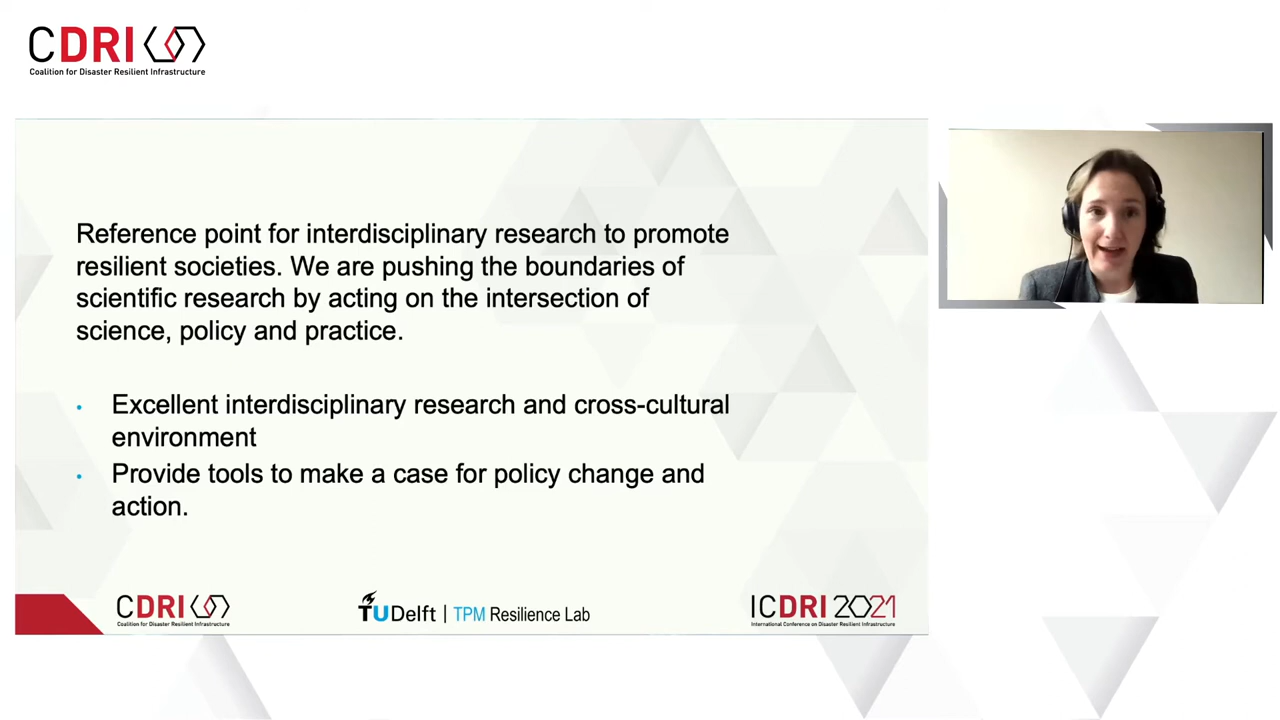 CDRI
Coalition for Disaster Resilient Infrastructure
Reference point for interdisciplinary research to promote
resilient societies. We are pushing the boundaries of
scientific research by acting on the intersection of
science, policy and practice.
• Excellent interdisciplinary research and cross-cultural
environment
• Provide tools to make a case for policy change and
action.
CDRI
Coalition for Disaster Resilient Infrastructure
TUDelft | TPM Resilience Lab
ICDRI 2021
International Conference on Disaster Resilient Infrastructure